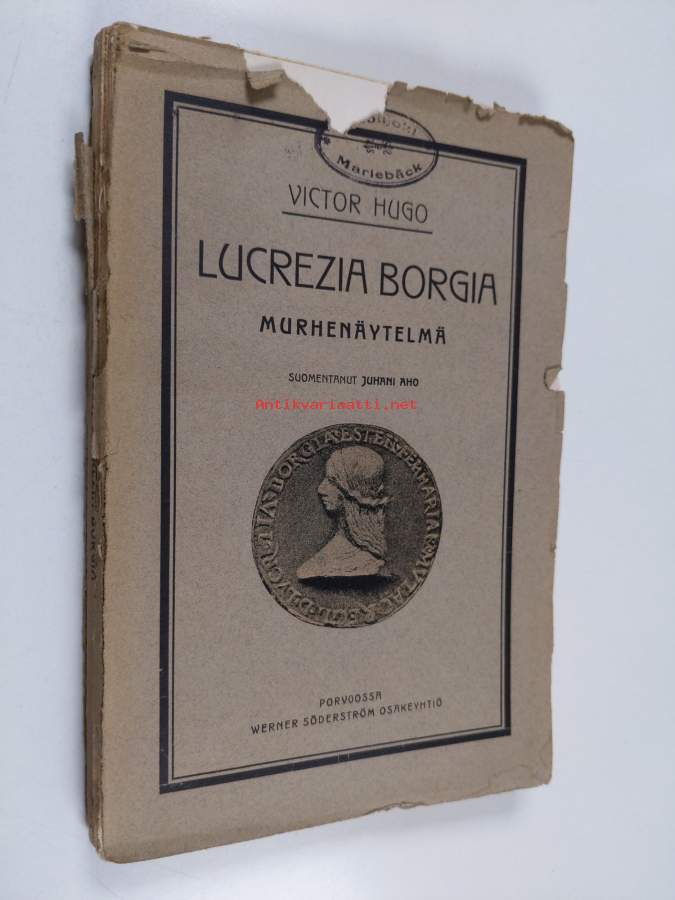 Mariebäck
VICTOR HUGO
LUCREZIA BORGIA
MURHENÄYTELMÄ
SUOMENTANUT JUHANI AHO
Antikvariaatti.net
PORVOOSSA
WERNER SÖDERSTRÖM OSAKEYHTIÖ